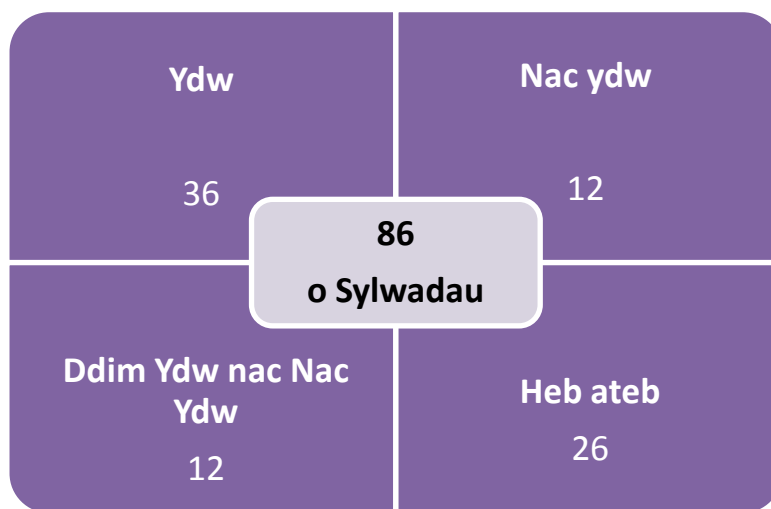 Ydw
36
Nac ydw
12
86
o Sylwadau
Ddim Ydw nac Nac
Ydw
12
Heb ateb
26